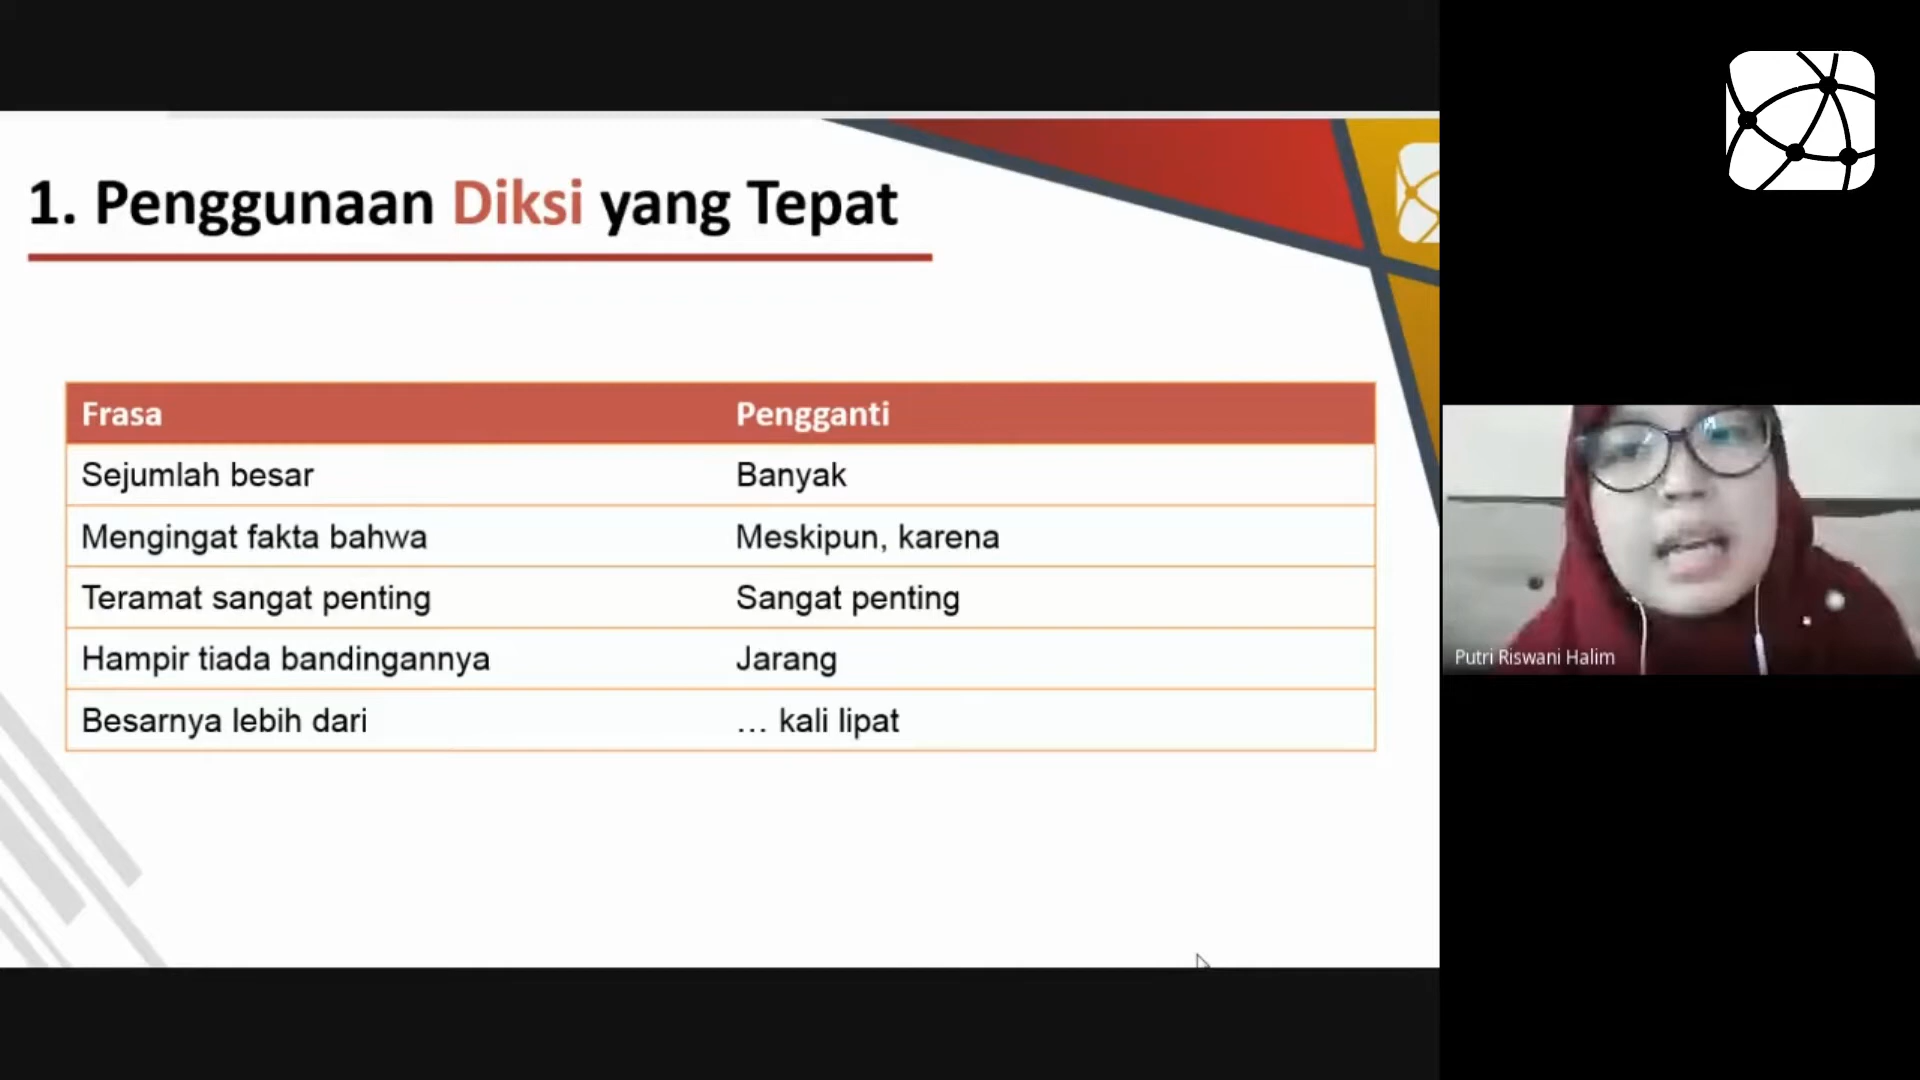 1. Penggunaan Diksi yang Tepat
Frasa Pengganti
Sejumlah besar Banyak
Mengingat fakta bahwa Meskipun, karena
Teramat sangat penting Sangat penting
Hampir tiada bandingannya Jarang
Besarnya lebih dari … kali lipat
Putri Riswani Halim